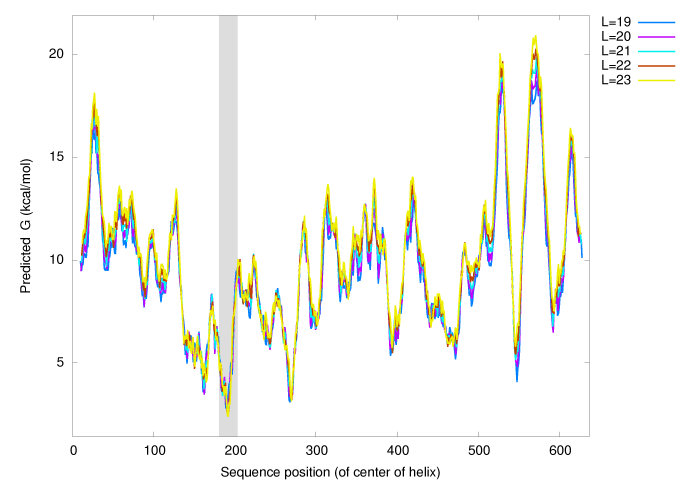 L=19
L=20
L=21
L=22
L=23
20
15
10
5
Predicted G (kcal/mol)
0 100 200 300 400 500 600
Sequence position (of center of helix)